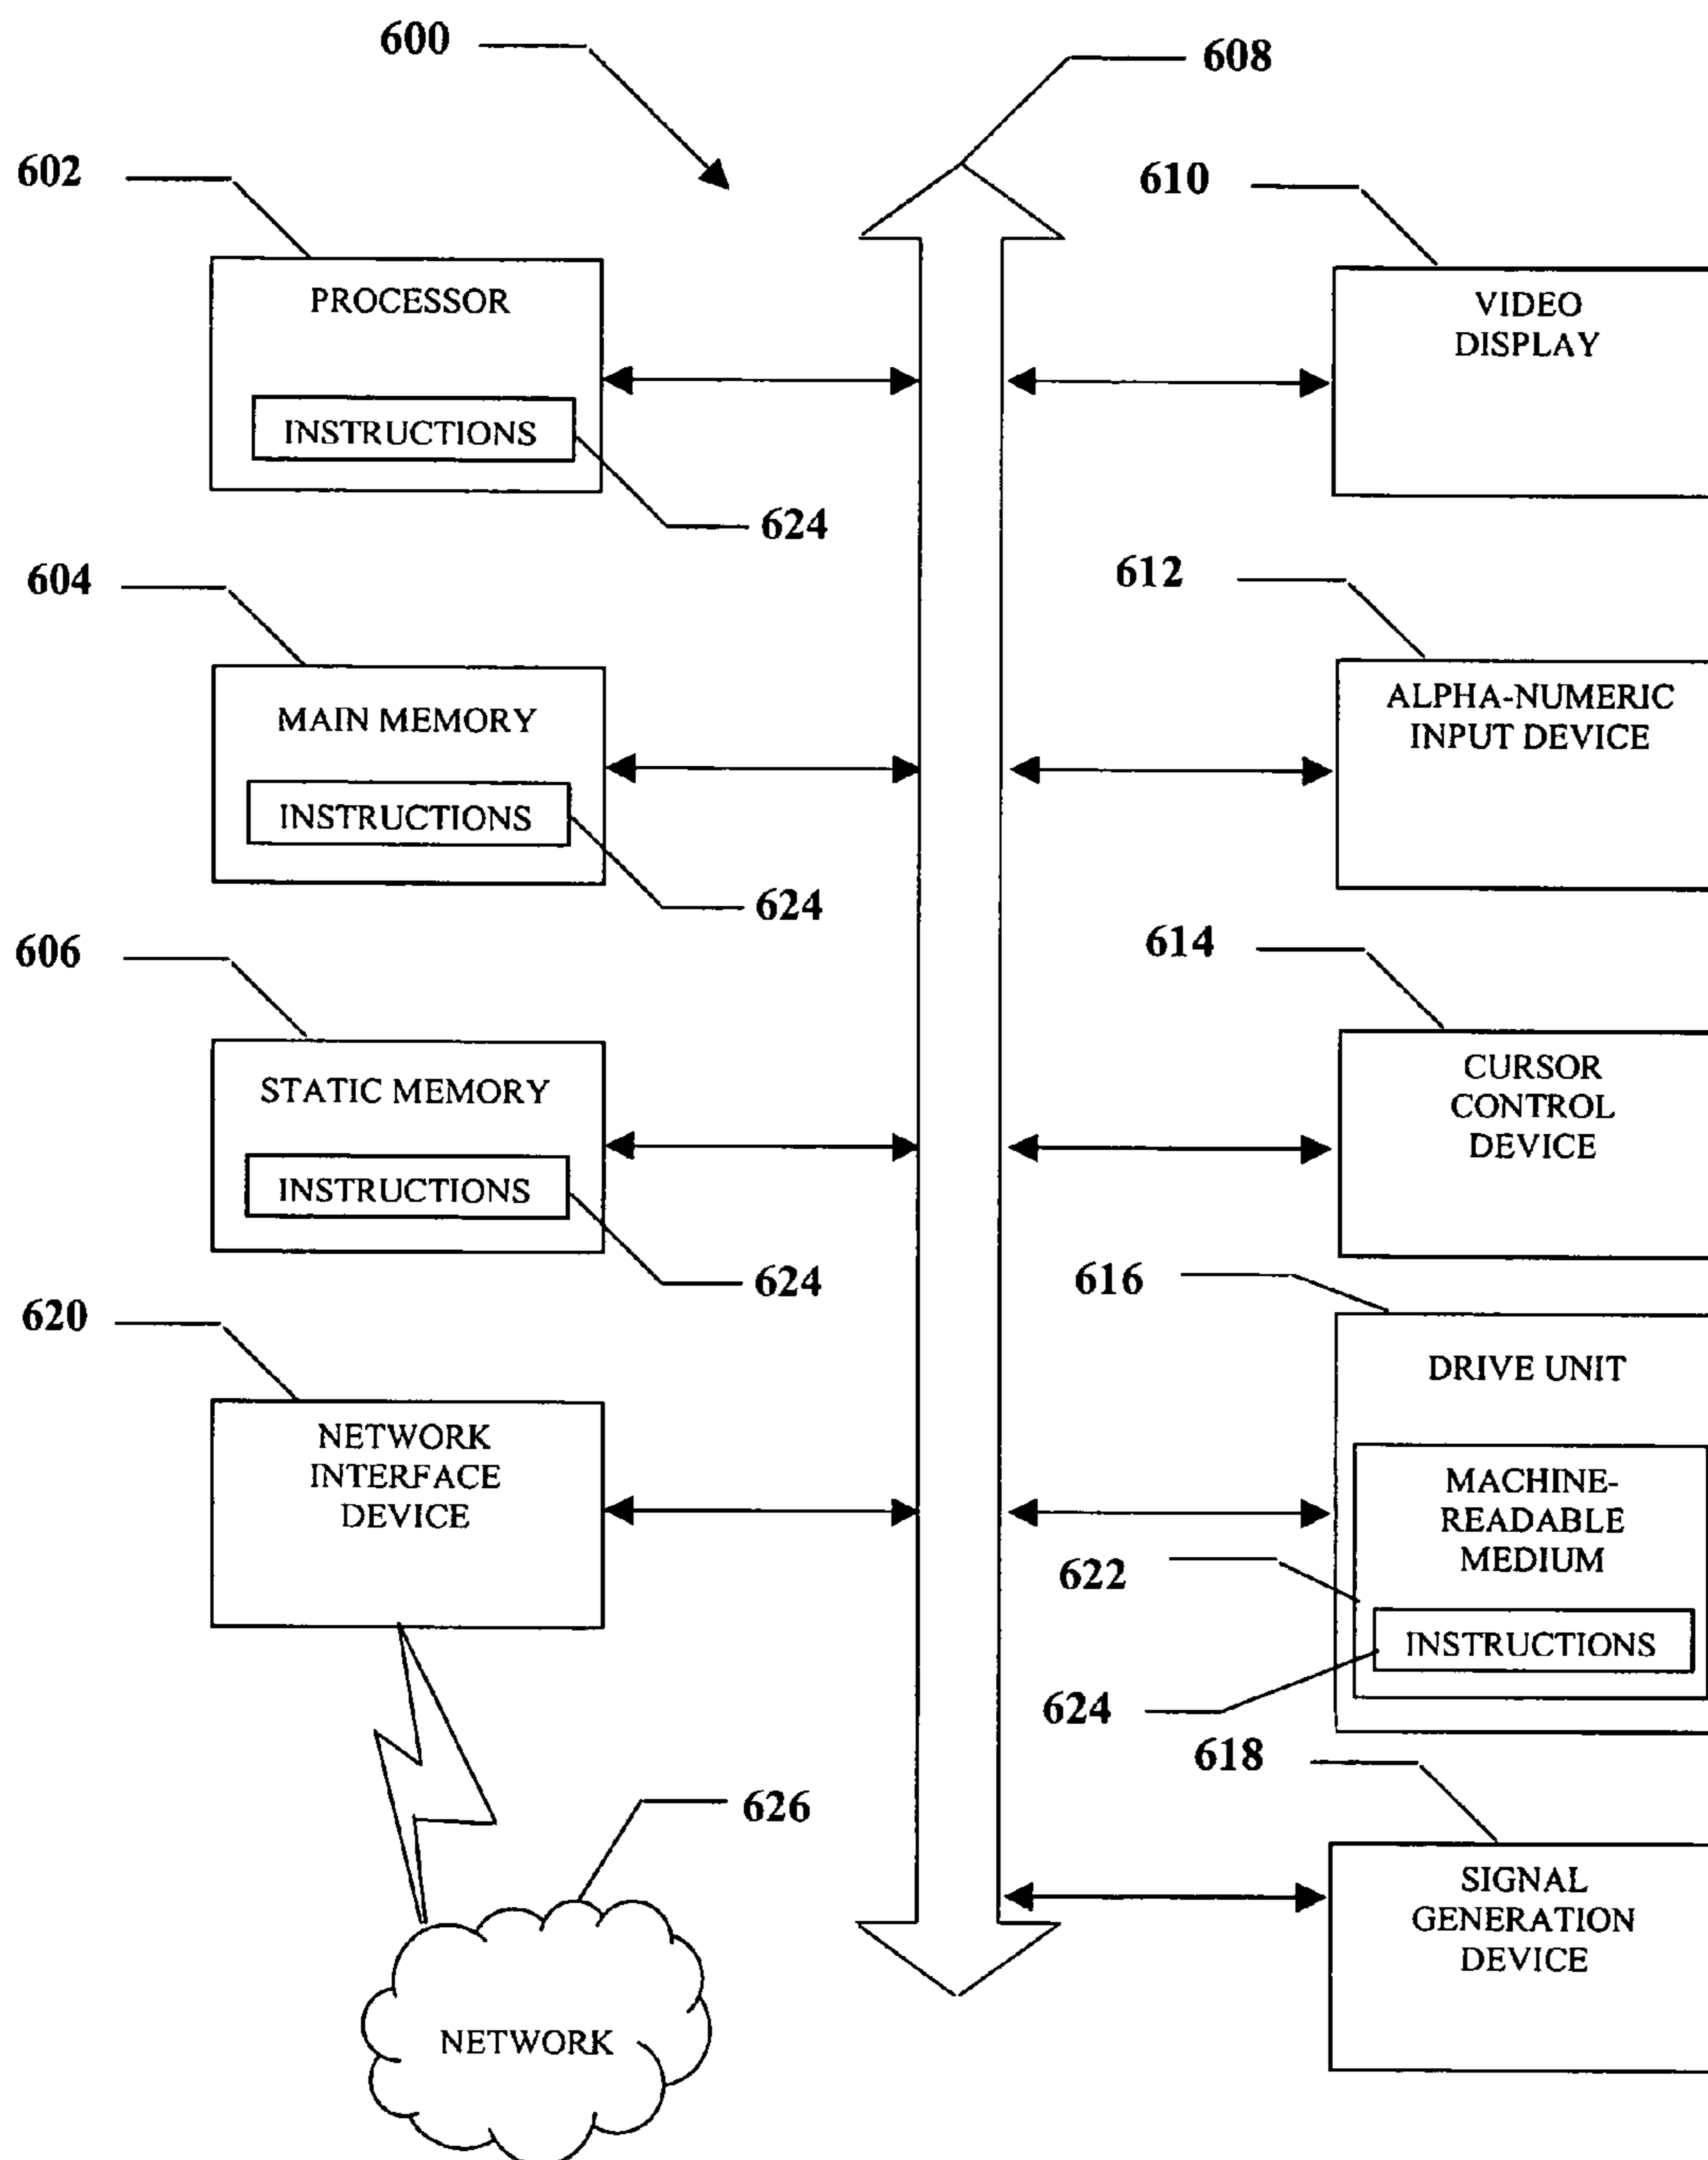 600
608
602
610
PROCESSOR
INSTRUCTIONS
624
VIDEO
DISPLAY
604
612
MAIN MEMORY
INSTRUCTIONS
624
ALPHA-NUMERIC
INPUT DEVICE
606
614
STATIC MEMORY
INSTRUCTIONS
624
CURSOR
CONTROL
DEVICE
620
616
NETWORK
INTERFACE
DEVICE
DRIVE UNIT
MACHINE-
READABLE
MEDIUM
622
INSTRUCTIONS
624
618
626
NETWORK
SIGNAL
GENERATION
DEVICE